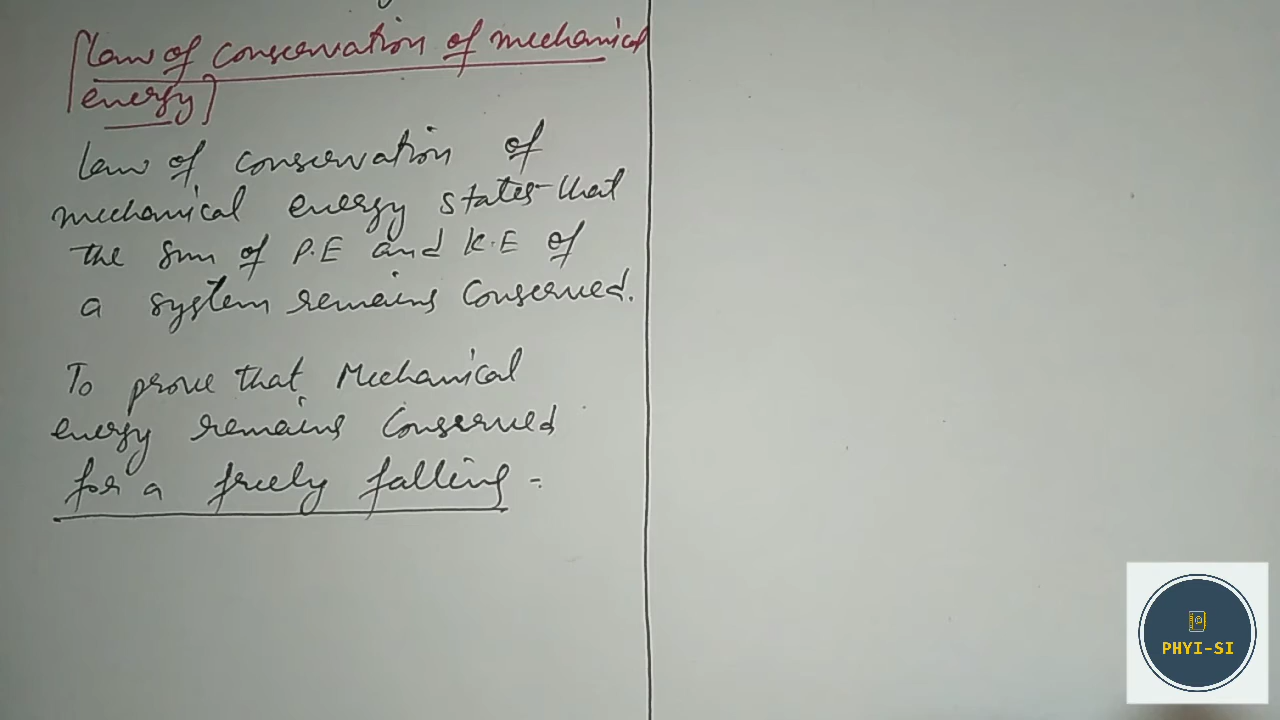 [Law of conservation of mechanical
energy]
Law of conservation of
mechanical energy states that
the sum of P.E and K.E of
a system remains conserved.
To prove that Mechanical
energy remains Conserved
for a freely falling -
PHYI-SI